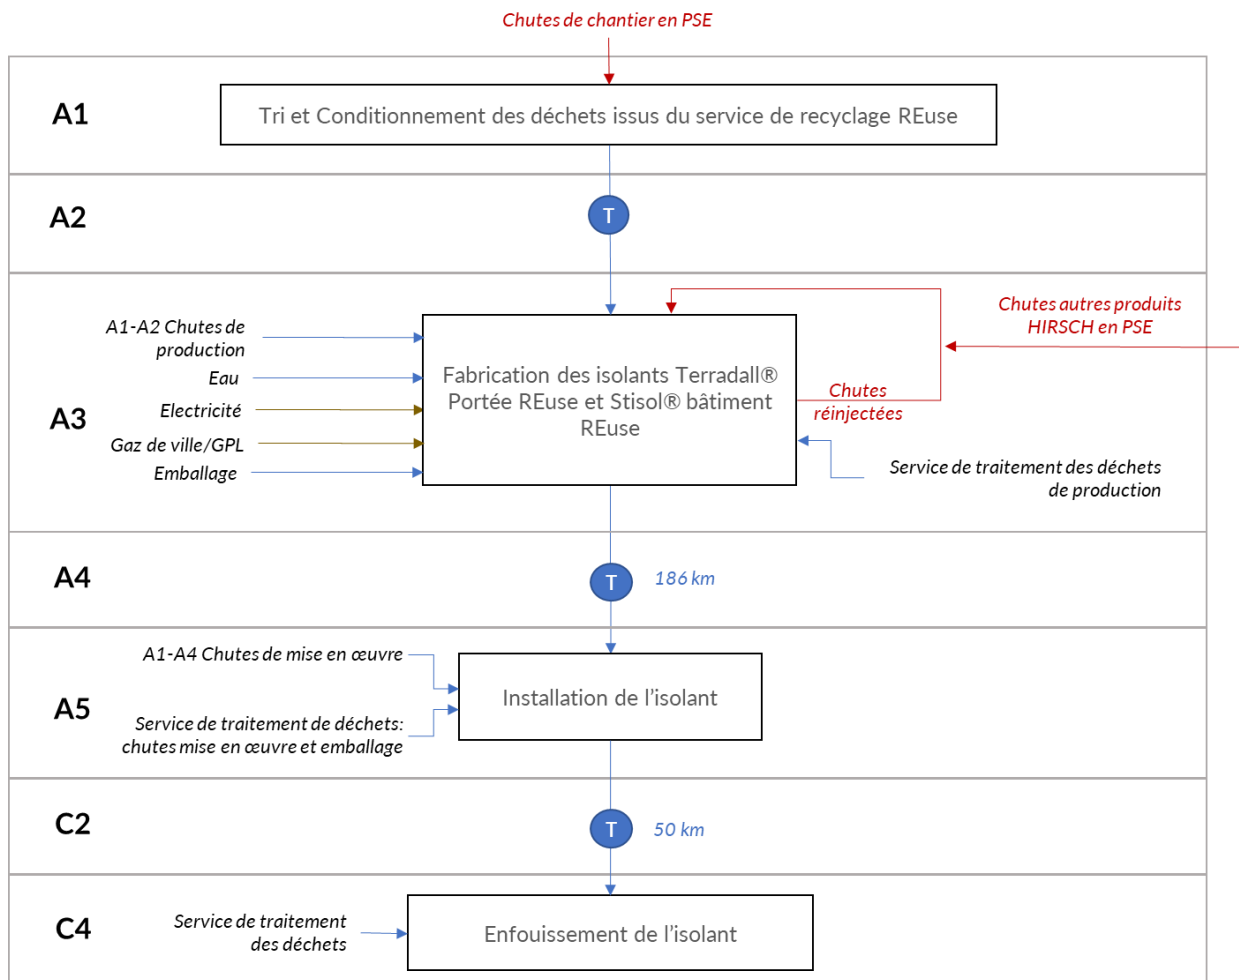 Chutes de chantier en PSE
A1
Tri et Conditionnement des déchets issus du service de recyclage REuse
A2
T
A3
A1-A2 Chutes de
production
Eau
Electricité
Gaz de ville/GPL
Emballage
Fabrication des isolants Terradall®
Portée REuse et Stisol® bâtiment
REuse
Chutes
réinjectées
Chutes autres produits
HIRSCH en PSE
Service de traitement des déchets
de production
A4
T
186 km
A5
A1-A4 Chutes de mise en œuvre
Service de traitement de déchets:
chutes mise en œuvre et emballage
Installation de l'isolant
C2
T
50 km
C4
Service de traitement
des déchets
Enfouissement de l'isolant